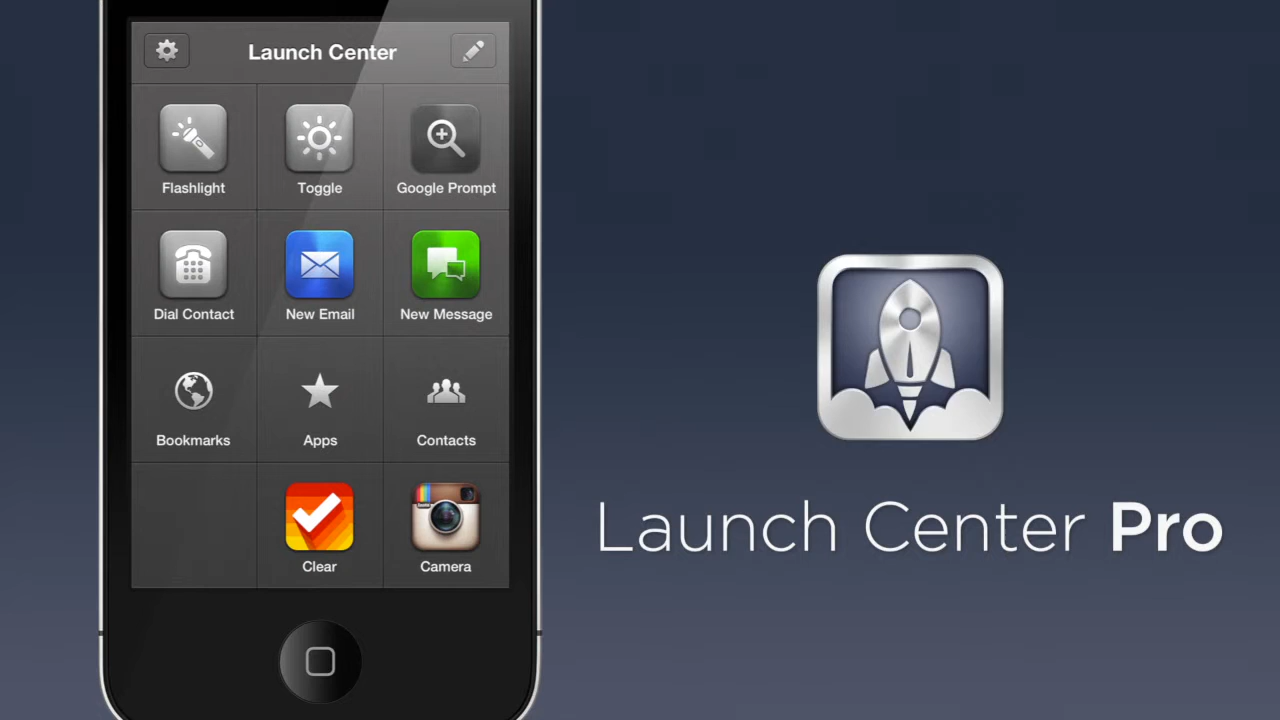 Launch Center
Flashlight
Toggle
Google Prompt
Dial Contact
New Email
New Message
Bookmarks
Apps
Contacts
Clear
Camera
Launch Center Pro